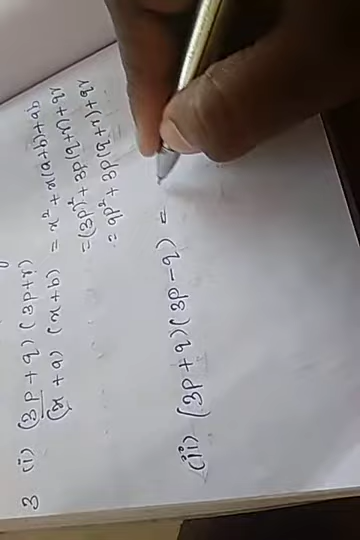 3 (i) (3p + q) (3p+r)
(x + a) (x + b) = x² + x(a+b) + ab
= (3p)² + 3p(q+r) + qr
= 9p² + 3p(q+r) + qr
(ii) (3p + q) (3p - q) =